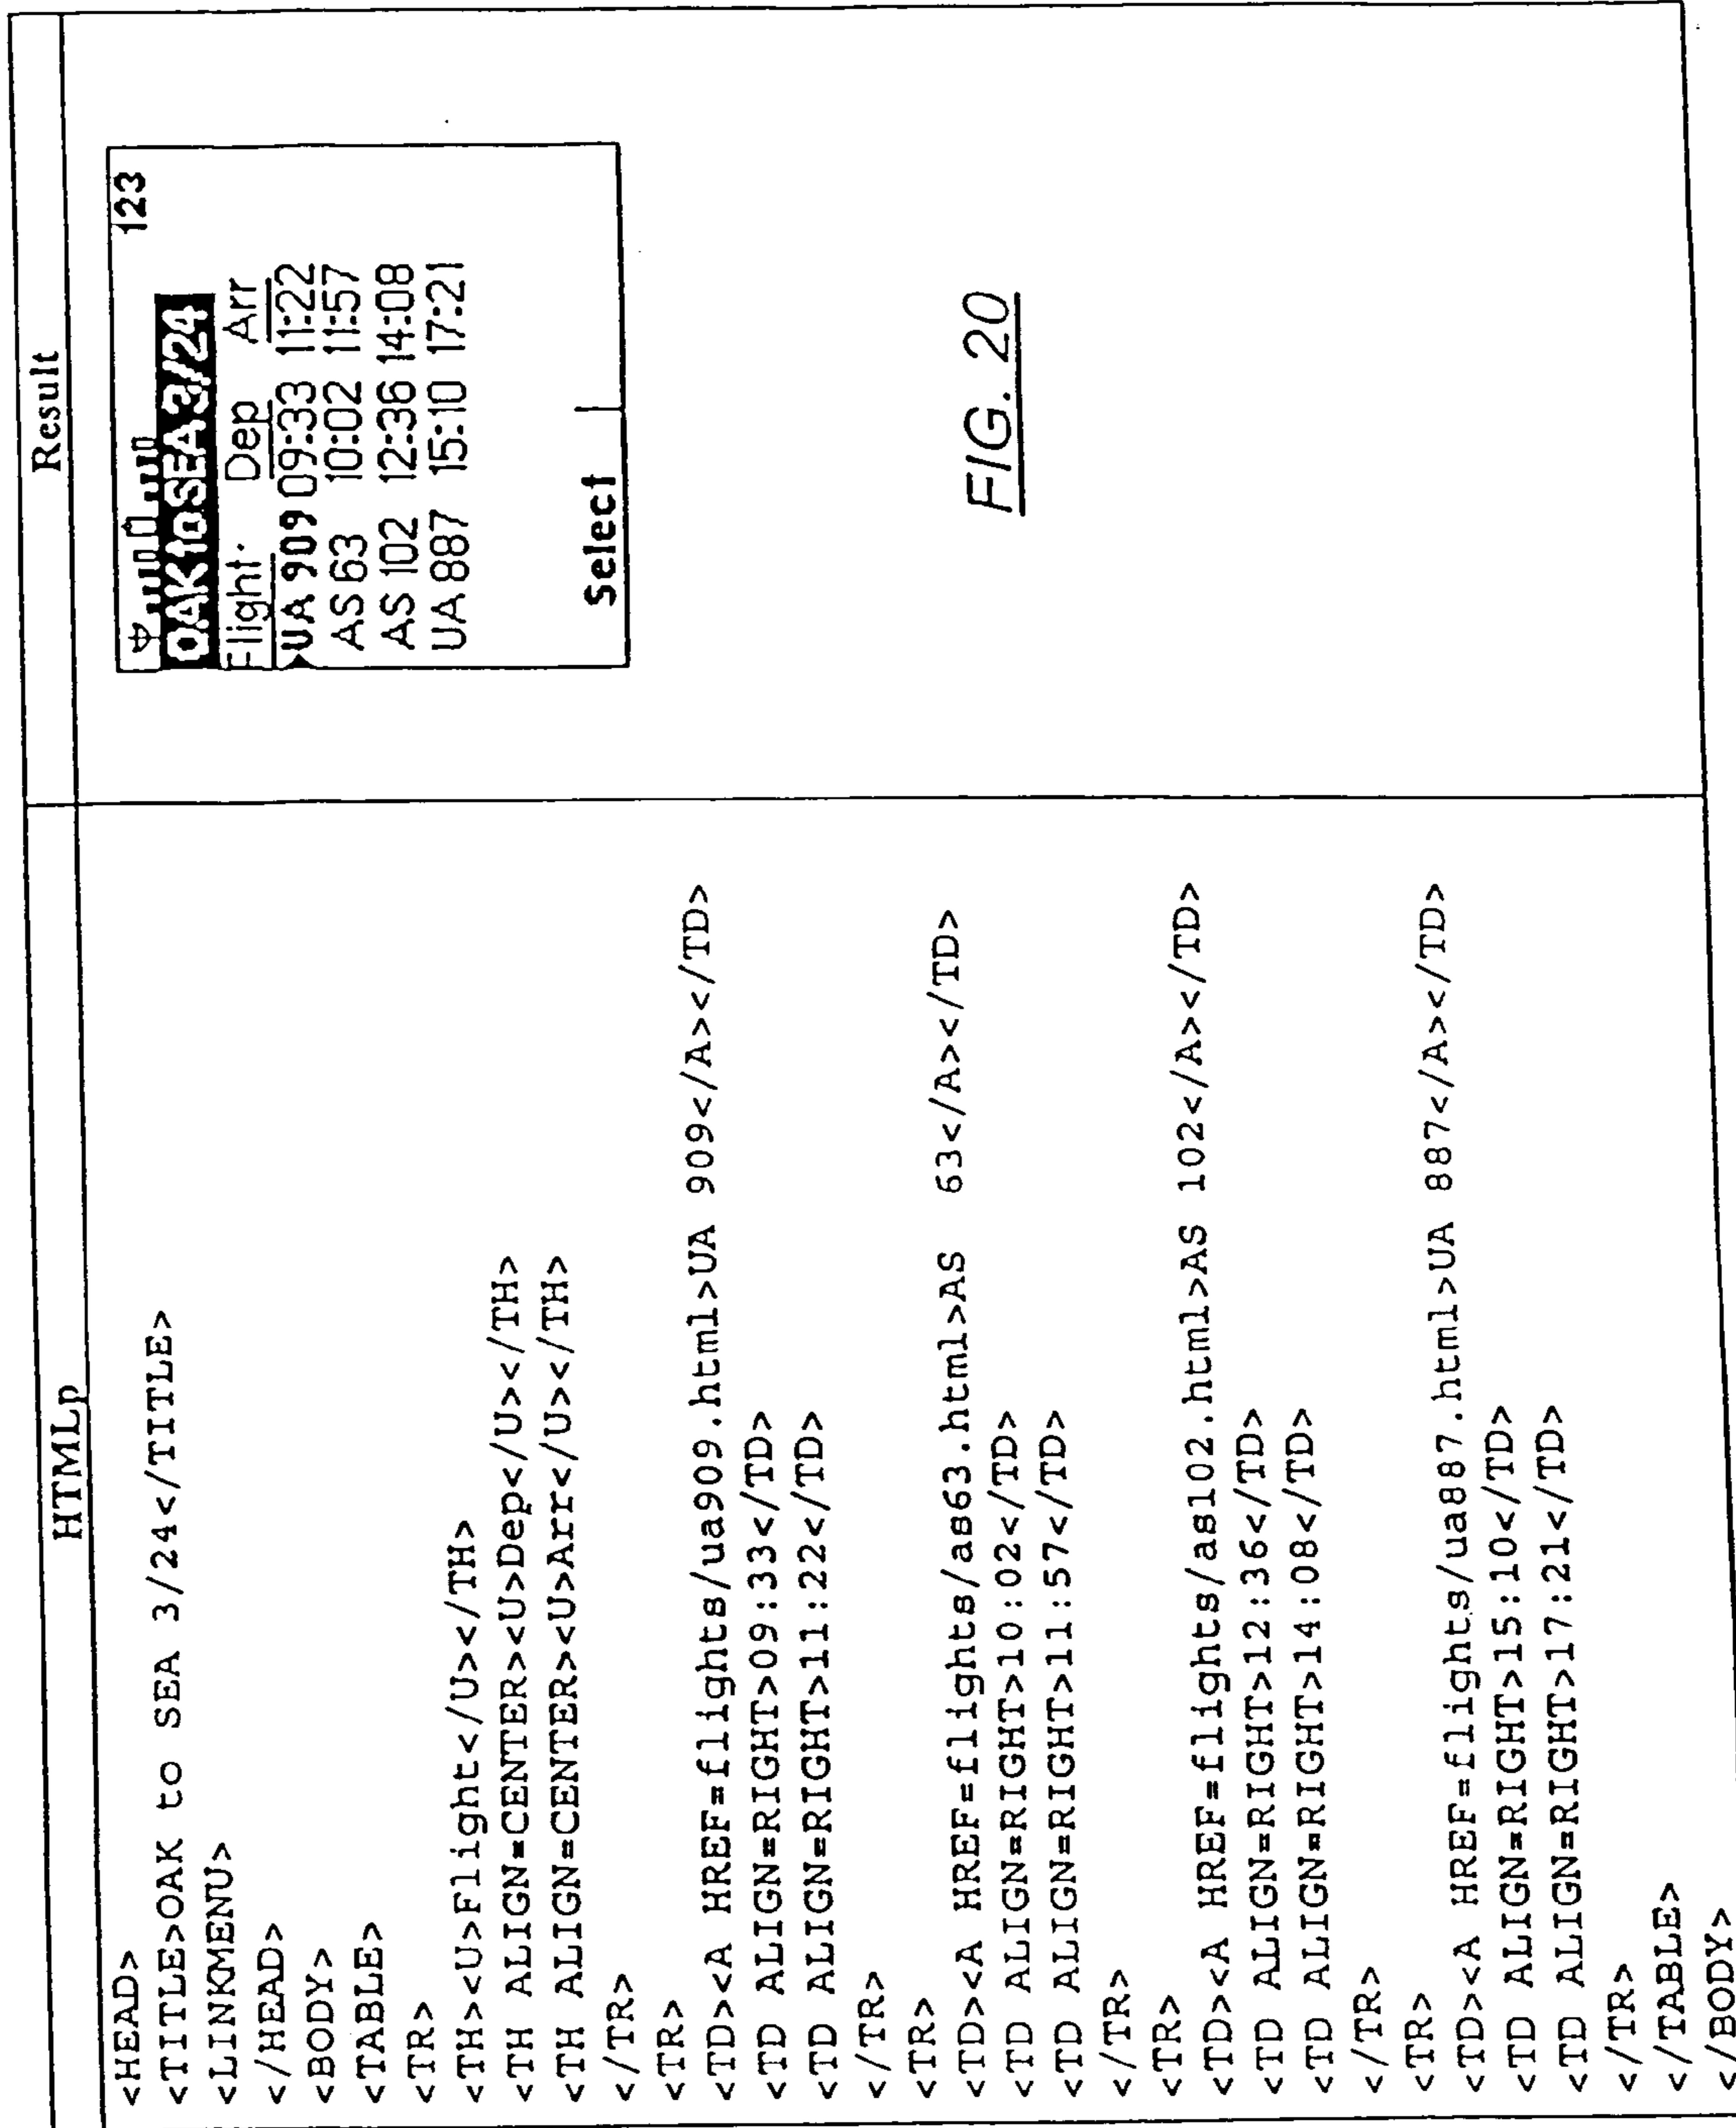 HTMLp
Result
<HEAD>
<TITLE>OAK to SEA 3/24</TITLE>
<LINKMENU>
</HEAD>
<BODY>
<TABLE>
<TR>
<TH><U>Flight</U></TH>
<TH ALIGN=CENTER><U>Dep</U></TH>
<TH ALIGN=CENTER><U>Arr</U></TH>
</TR>
<TR>
<TD><A HREF=flights/ua909.html>UA 909</A></TD>
<TD ALIGN=RIGHT>09:33</TD>
<TD ALIGN=RIGHT>11:22</TD>
</TR>
<TR>
<TD><A HREF=flights/as63.html>AS  63</A></TD>
<TD ALIGN=RIGHT>10:02</TD>
<TD ALIGN=RIGHT>11:57</TD>
</TR>
<TR>
<TD><A HREF=flights/as102.html>AS 102</A></TD>
<TD ALIGN=RIGHT>12:36</TD>
<TD ALIGN=RIGHT>14:08</TD>
</TR>
<TR>
<TD><A HREF=flights/ua887.html>UA 887</A></TD>
<TD ALIGN=RIGHT>15:10</TD>
<TD ALIGN=RIGHT>17:21</TD>
</TR>
</TABLE>
</BODY>
123
OAK to SEA 3/24
Flight Dep Arr
UA 909 09:33 11:22
AS 63 10:02 11:57
AS 102 12:36 14:08
UA 887 15:10 17:21
Select
FIG. 20